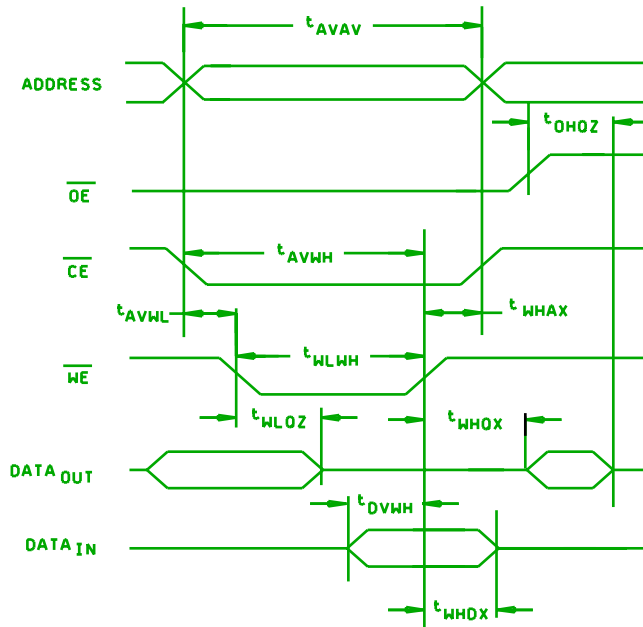 tAVAV
ADDRESS
tOHOZ
OE
tAVWH
CE
tAVWL
tWHAX
tWLWH
WE
tWLOZ
tWHOX
DATAOUT
tDVWH
DATAIN
tWHDX